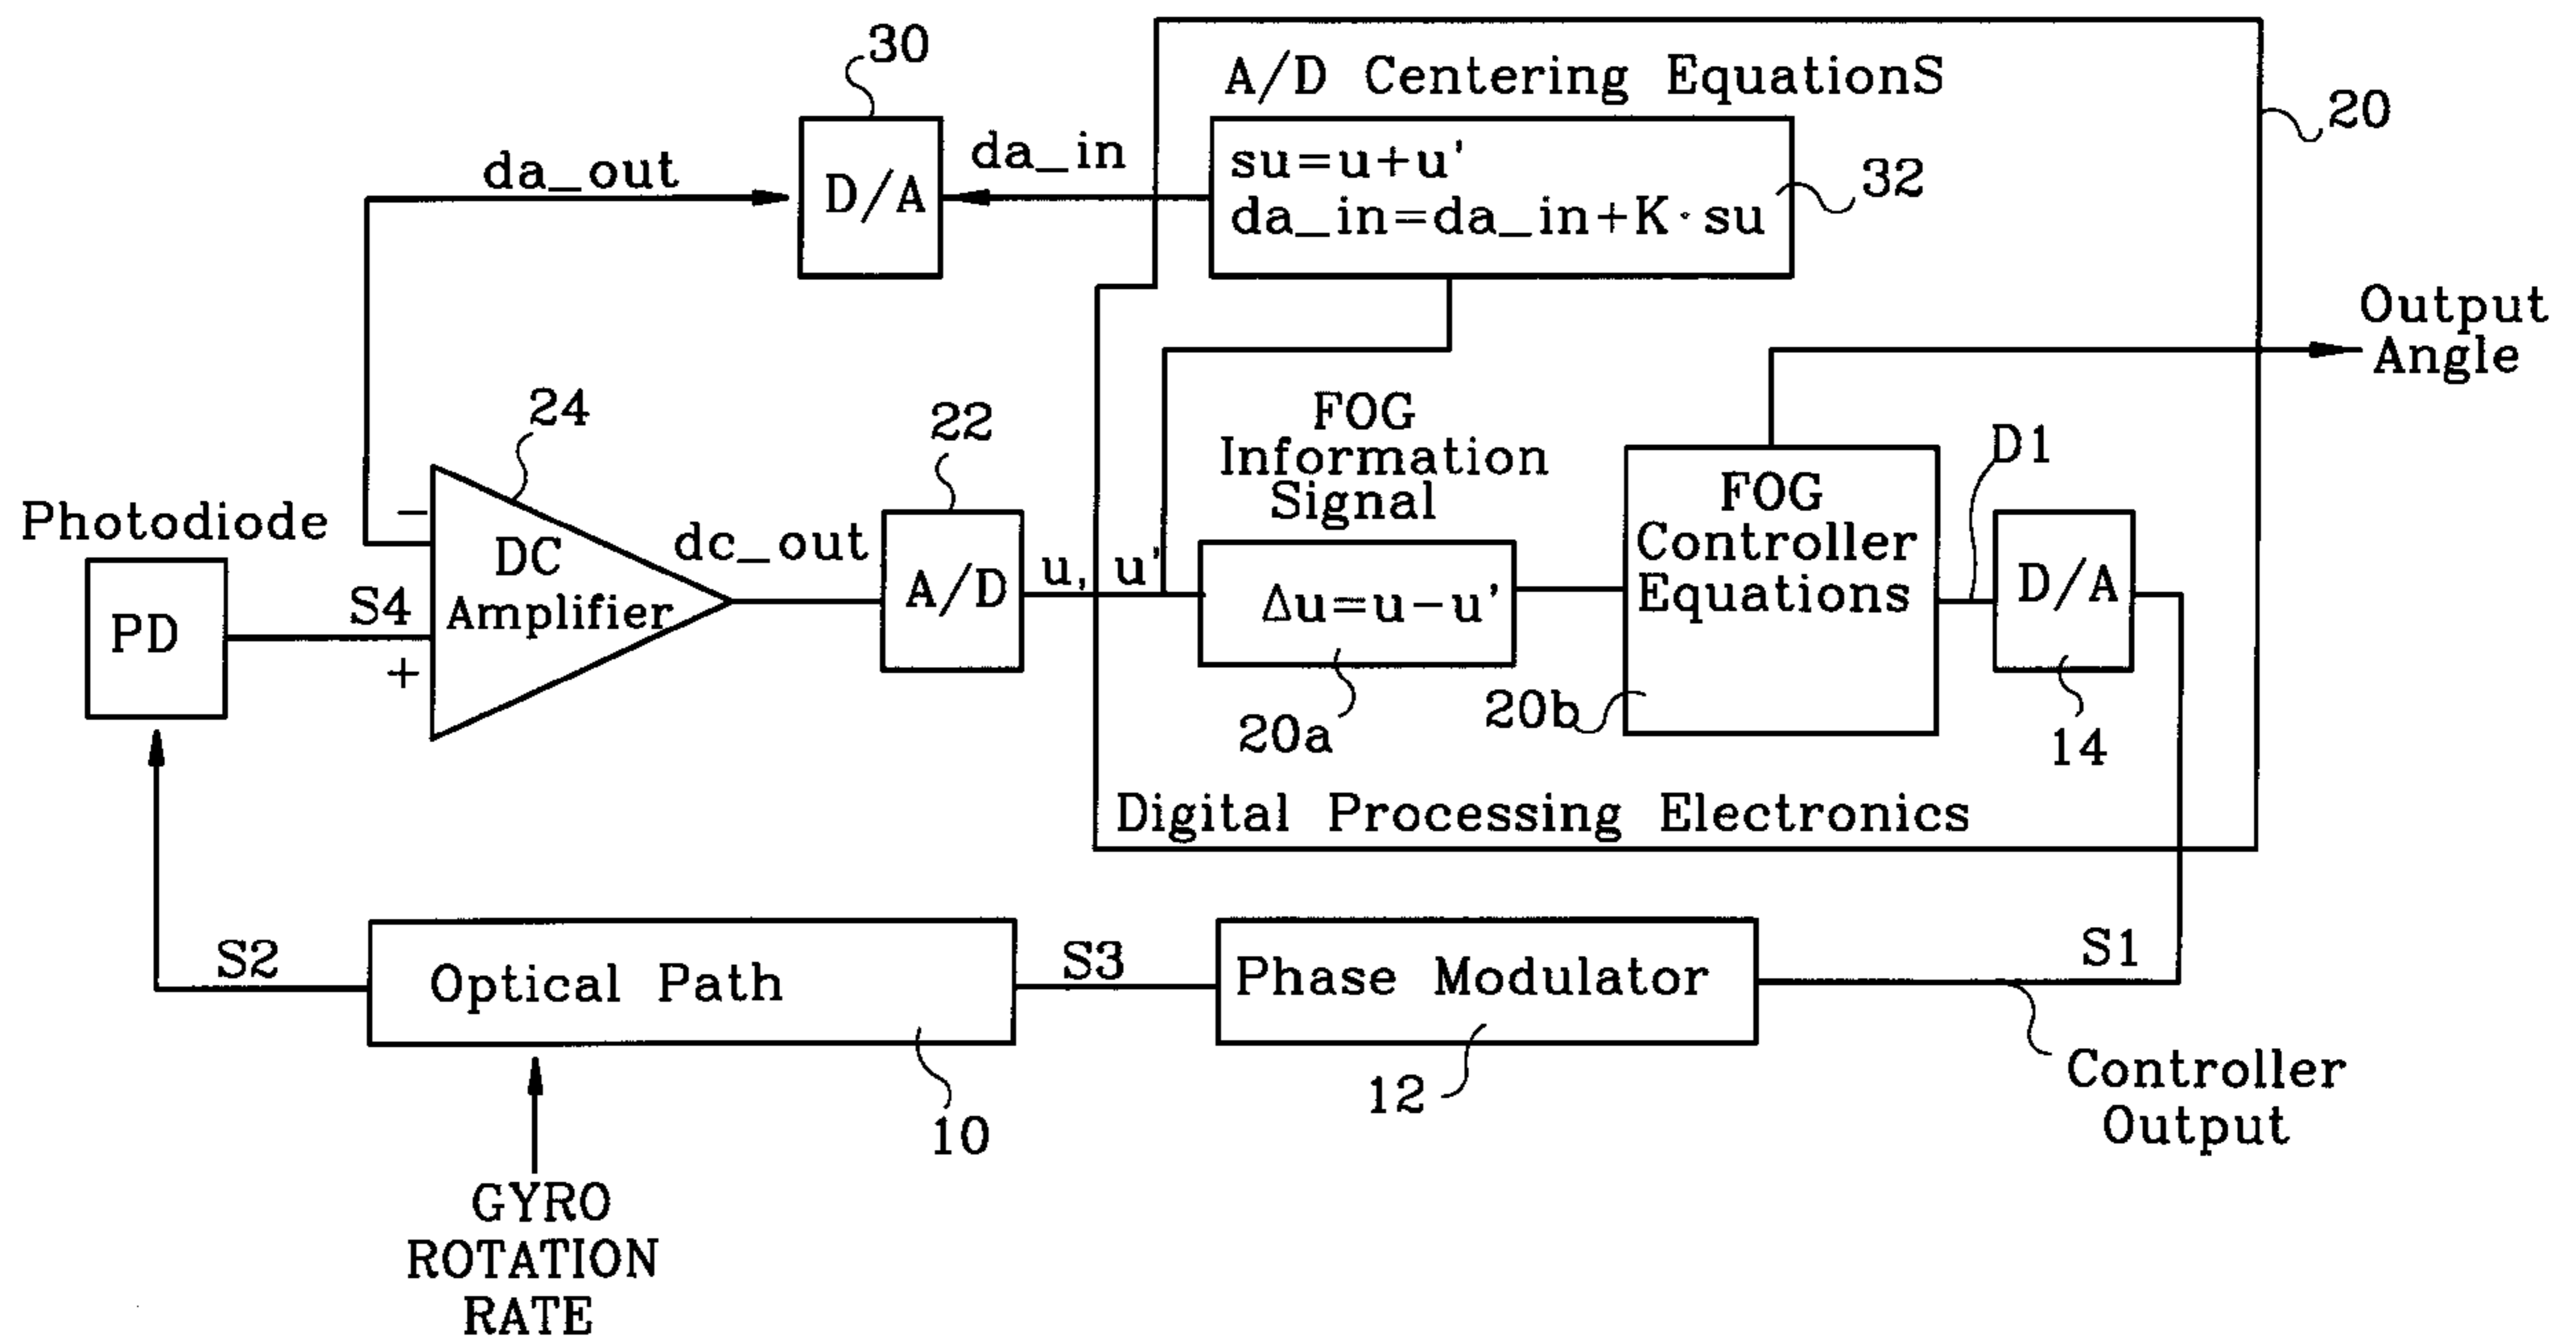 30
A/D Centering EquationS
20
da_out
D/A
da_in
su=u+u'
da_in=da_in+K·su
32
Output
Angle
24
22
FOG
Information
Signal
D1
Photodiode
PD
S4
−
+
DC
Amplifier
dc_out
A/D
u, u'
Δu=u−u'
20a
FOG
Controller
Equations
20b
D/A
14
Digital Processing Electronics
S2
Optical Path
10
S3
Phase Modulator
12
S1
Controller
Output
GYRO
ROTATION
RATE